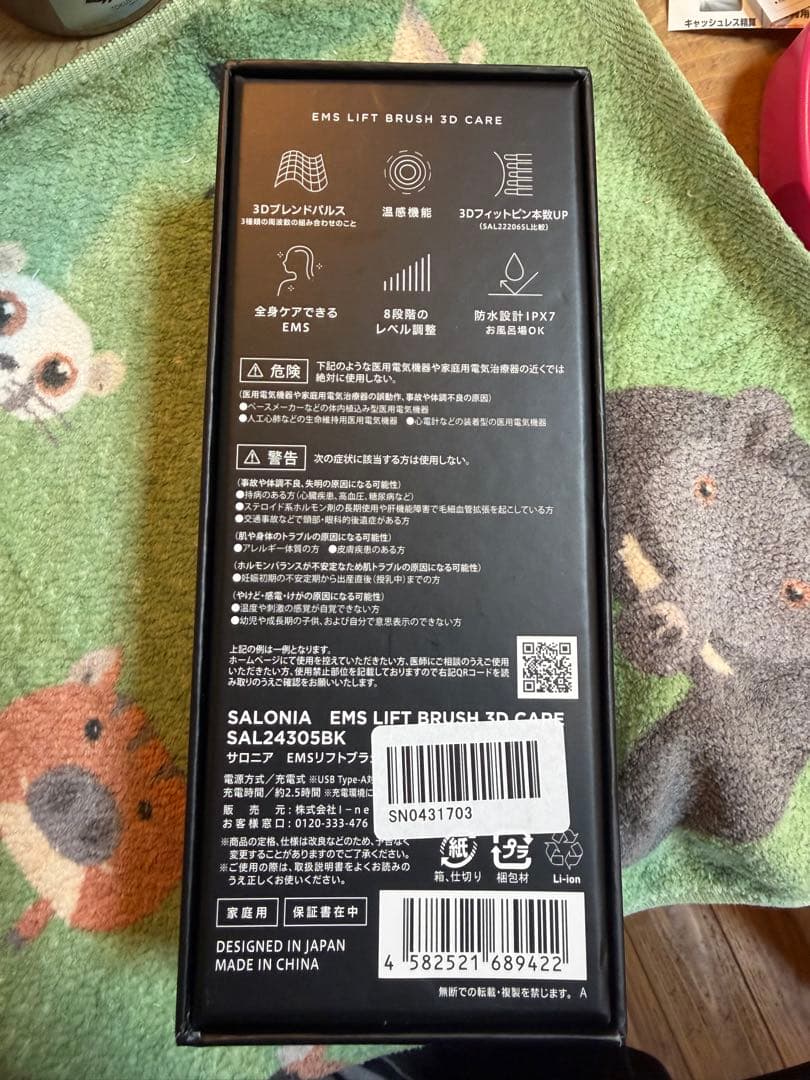 キャッシュレス精算
EMS LIFT BRUSH 3D CARE
3Dブレンドパルス
3種類の周波数の組み合わせのこと
温感機能
3Dフィットピン本数UP
(SAL22206SL比較)
全身ケアできる
EMS
8段階の
レベル調整
防水設計IPX7
お風呂場OK
危険
下記のような医用電気機器や家庭用電気治療器の近くでは
絶対に使用しない。
(医用電気機器や家庭用電気治療器の誤動作、事故や体調不良の原因)
●ペースメーカーなどの体内植込み型医用電気機器
●人工心肺などの生命維持用医用電気機器 ●心電計などの装着型の医用電気機器
警告
次の症状に該当する方は使用しない。
(事故や体調不良、失明の原因になる可能性)
●持病のある方(心臓疾患、高血圧、糖尿病など)
●ステロイド系ホルモン剤の長期使用や肝機能障害で毛細血管拡張を起こしている方
●交通事故などで頭部・眼科的後遺症がある方
(肌や身体のトラブルの原因になる可能性)
●アレルギー体質の方 ●皮膚疾患のある方
(ホルモンバランスが不安定なため肌トラブルの原因になる可能性)
●妊娠初期の不安定期から出産直後(授乳中)までの方
(やけど・感電・けがの原因になる可能性)
●温度や刺激の感覚が自覚できない方
●幼児や成長期の子供、および自分で意思表示のできない方
上記の例は一例となります。
ホームページにて使用を控えていただきたい方、医師にご相談のうえご使用
いただきたい方、使用禁止部位を記載しておりますので右記QRコードを読
み取りのうえご確認をお願いいたします。
SALONIA EMS LIFT BRUSH 3D CARE
SAL24305BK
サロニア EMSリフトブラシ
電源方式／充電式 ※USB Type-A対
充電時間／約2.5時間 ※充電環境に
販売元:株式会社I-ne
お客様窓口:0120-333-476
SN0431703
※商品の定格、仕様は改良などのため、予告なく
変更することがありますのでご了承ください。
※ご使用の際は、取扱説明書をよくお読みの
うえ正しくお使いください。
紙
箱、仕切り
プラ
梱包材
Li-ion
家庭用
保証書在中
DESIGNED IN JAPAN
MADE IN CHINA
4 582521 689422
無断での転載・複製を禁じます。 A